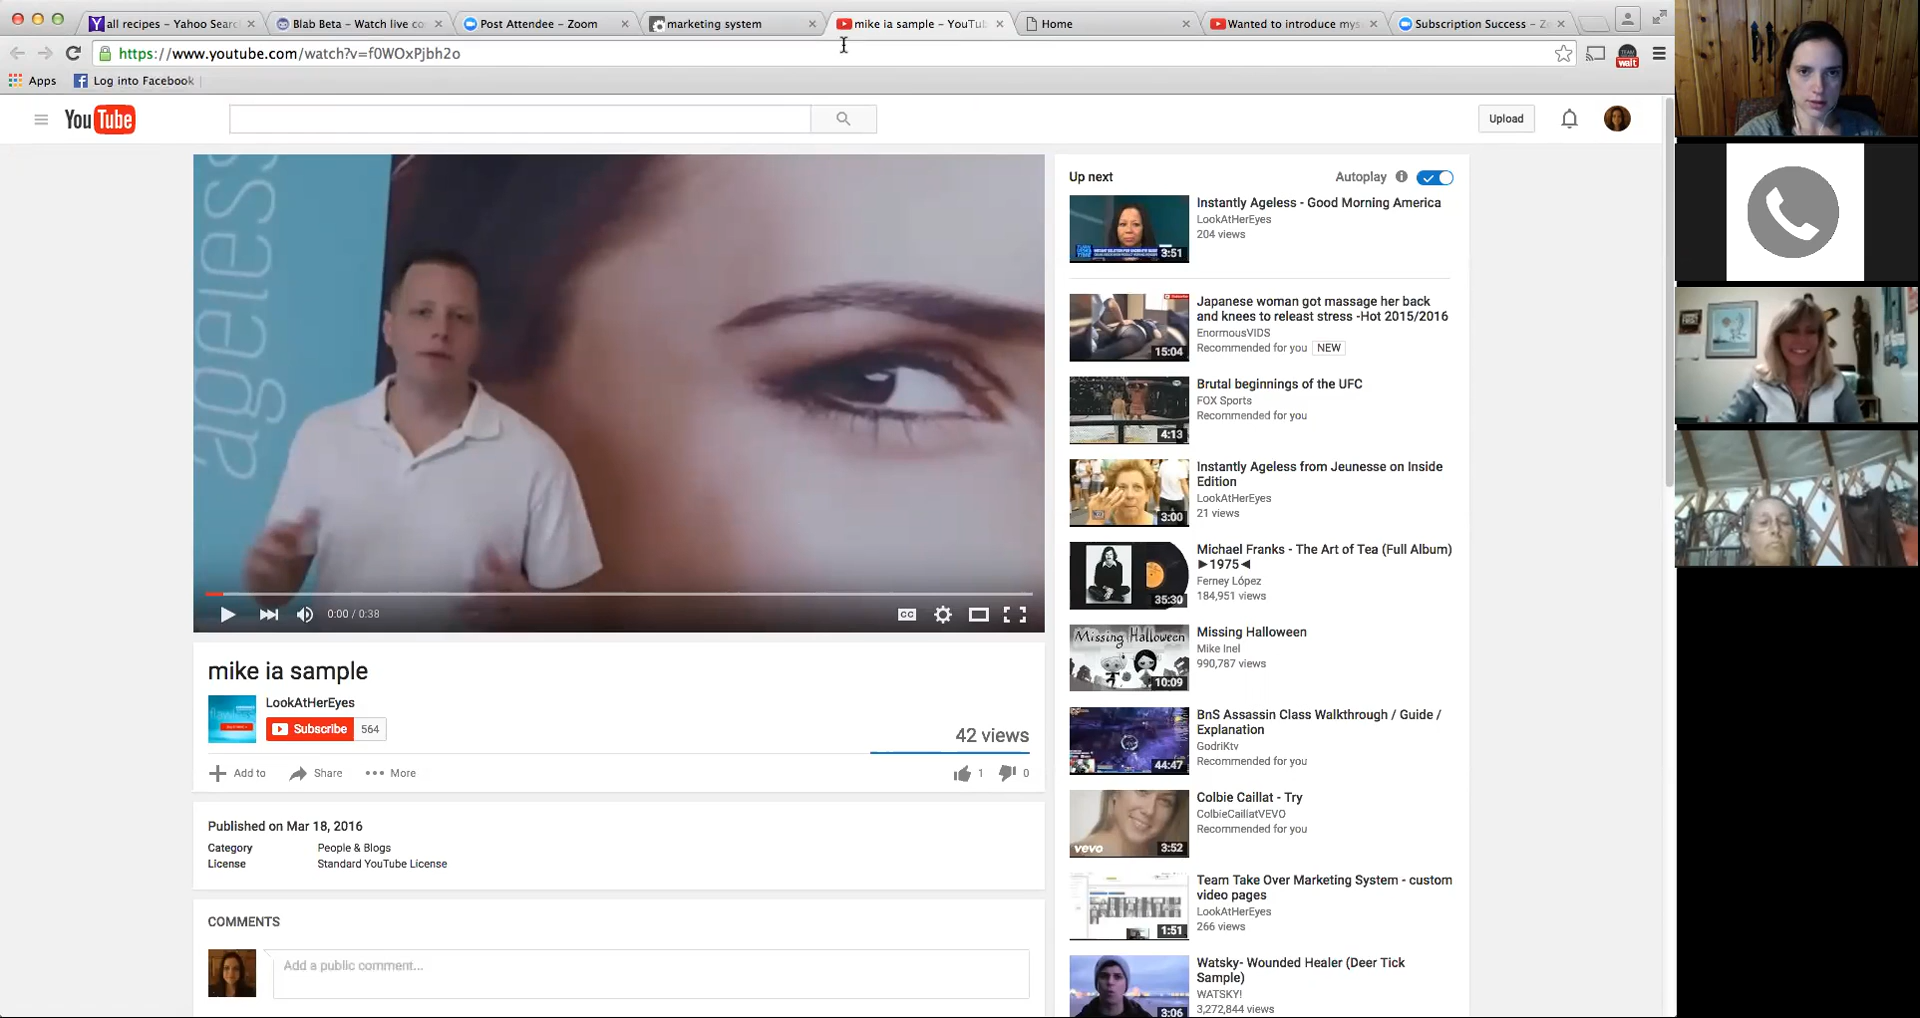 all recipes - Yahoo Searc
Blab Beta - Watch live co
Post Attendee - Zoom
marketing system
mike ia sample - YouTub
Home
Wanted to introduce mys
Subscription Success - Zo
https://www.youtube.com/watch?v=f0WOxPjbh2o
walt
Apps
Log into Facebook
YouTube
Upload
ageless
0:00 / 0:38
CC
mike ia sample
LookAtHerEyes
Subscribe 564
42 views
Add to
Share
More
1
0
Published on Mar 18, 2016
Category People & Blogs
License Standard YouTube License
COMMENTS
Add a public comment...
Up next
Autoplay
3:51
Instantly Ageless - Good Morning America
LookAtHerEyes
204 views
15:04
Japanese woman got massage her back
and knees to releast stress -Hot 2015/2016
EnormousVIDS
Recommended for you NEW
4:13
Brutal beginnings of the UFC
FOX Sports
Recommended for you
3:00
Instantly Ageless from Jeunesse on Inside
Edition
LookAtHerEyes
21 views
35:30
Michael Franks - The Art of Tea (Full Album)
►1975◄
Ferney López
184,951 views
Missing Halloween
10:09
Missing Halloween
Mike Inel
990,787 views
44:47
BnS Assassin Class Walkthrough / Guide /
Explanation
GodriKtv
Recommended for you
vevo
3:52
Colbie Caillat - Try
ColbieCaillatVEVO
Recommended for you
1:51
Team Take Over Marketing System - custom
video pages
LookAtHerEyes
266 views
3:06
Watsky- Wounded Healer (Deer Tick
Sample)
WATSKY!
3,272,844 views